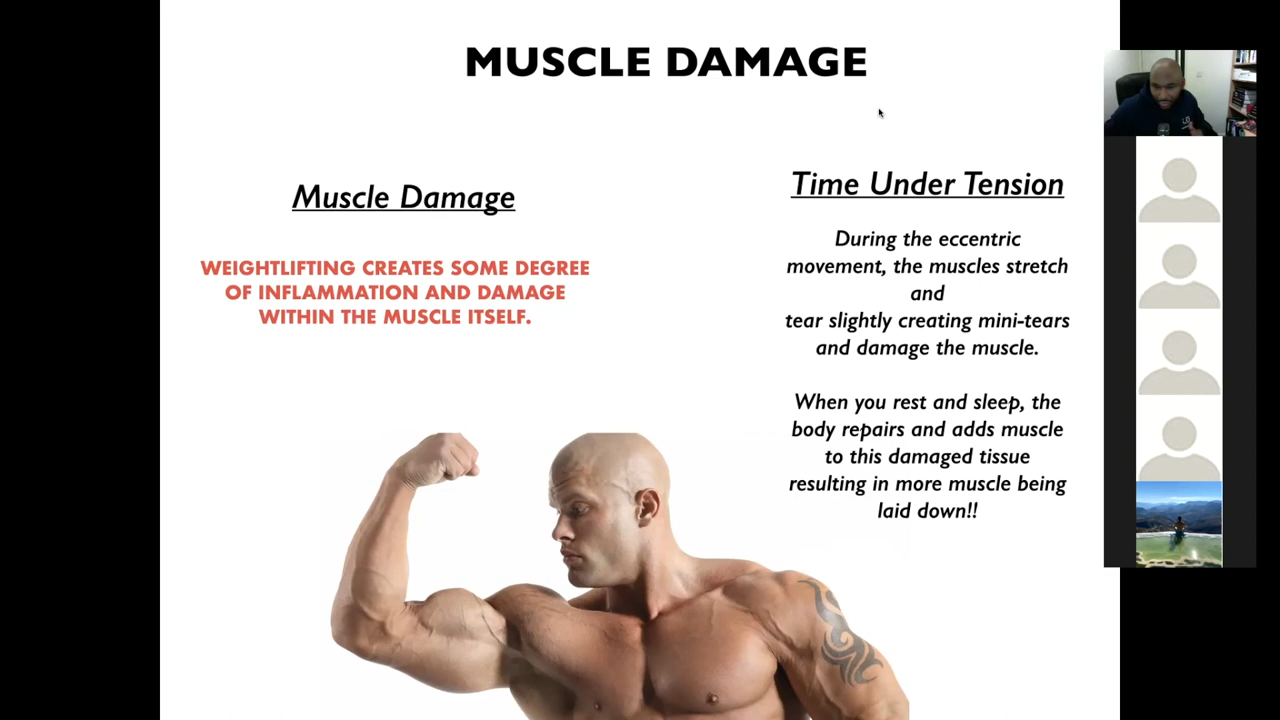 MUSCLE DAMAGE
Muscle Damage
WEIGHTLIFTING CREATES SOME DEGREE
OF INFLAMMATION AND DAMAGE
WITHIN THE MUSCLE ITSELF.
Time Under Tension
During the eccentric
movement, the muscles stretch
and
tear slightly creating mini-tears
and damage the muscle.
When you rest and sleep, the
body repairs and adds muscle
to this damaged tissue
resulting in more muscle being
laid down!!